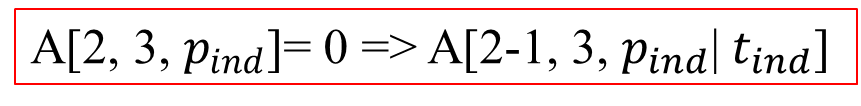 A[2, 3, p_ind]= 0 => A[2-1, 3, p_ind| t_ind]